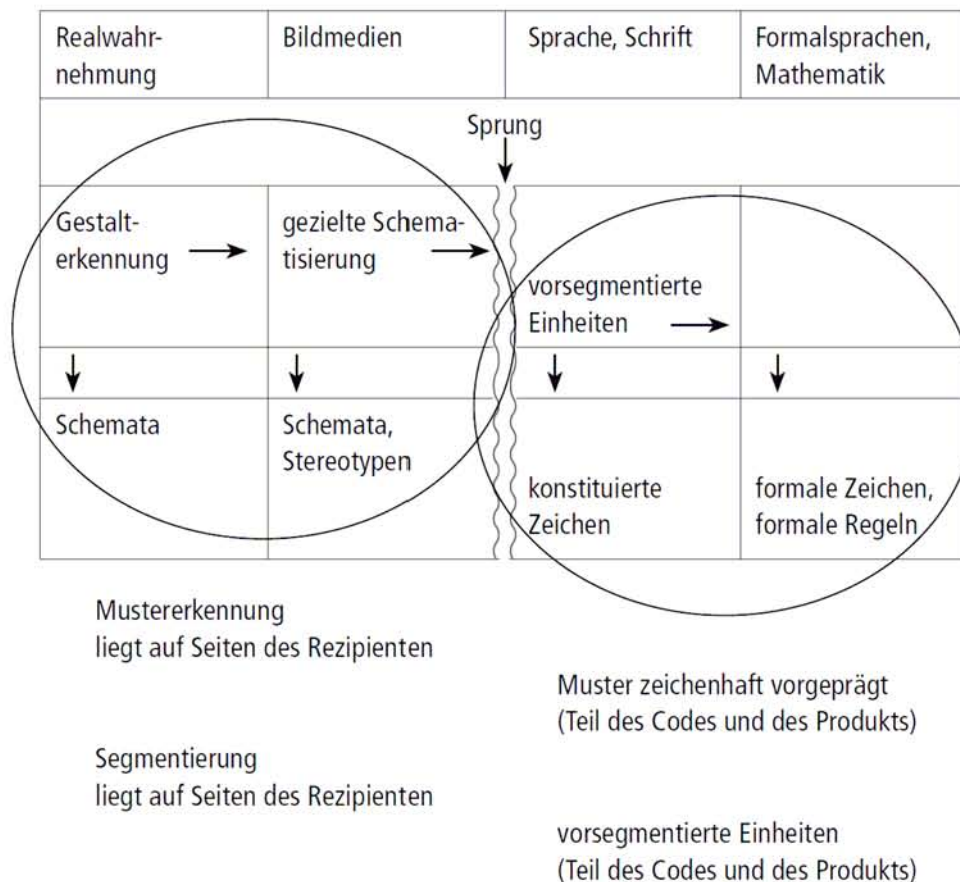 Realwahr-
nehmung
Bildmedien
Sprache, Schrift
Formalsprachen,
Mathematik
Sprung
Gestalt-
erkennung
gezielte Schema-
tisierung
vorsegmentierte
Einheiten
Schemata
Schemata,
Stereotypen
konstituierte
Zeichen
formale Zeichen,
formale Regeln
Mustererkennung
liegt auf Seiten des Rezipienten
Muster zeichenhaft vorgeprägt
(Teil des Codes und des Produkts)
Segmentierung
liegt auf Seiten des Rezipienten
vorsegmentierte Einheiten
(Teil des Codes und des Produkts)